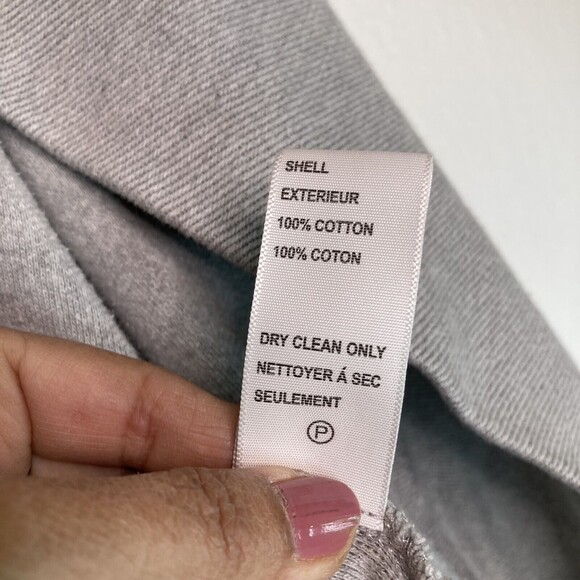 SHELL
EXTERIEUR
100% COTTON
100% COTON
DRY CLEAN ONLY
NETTOYER Á SEC
SEULEMENT
P